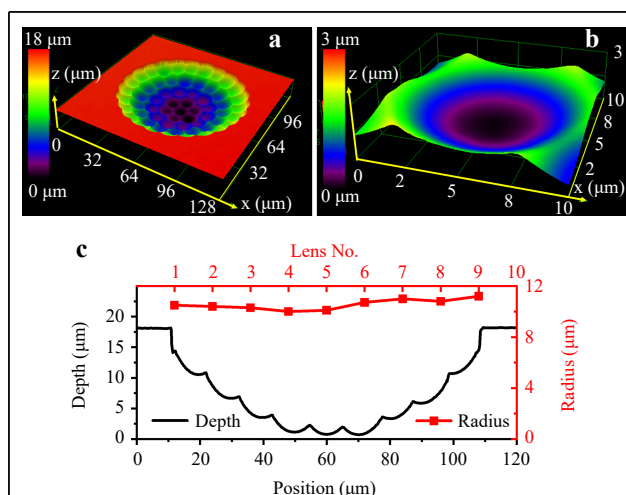 18 μm
a
z (μm)
0
32
64
96
128
x (μm)
32
64
96
0 μm
3 μm
b
z (μm)
3
10
8
5
2
0
2
5
8
10
x (μm)
0 μm
c
Lens No.
1 2 3 4 5 6 7 8 9 10
Depth (μm)
20
15
10
5
0
12
8
4
0
Radius (μm)
Depth
Radius
0 20 40 60 80 100 120
Position (μm)